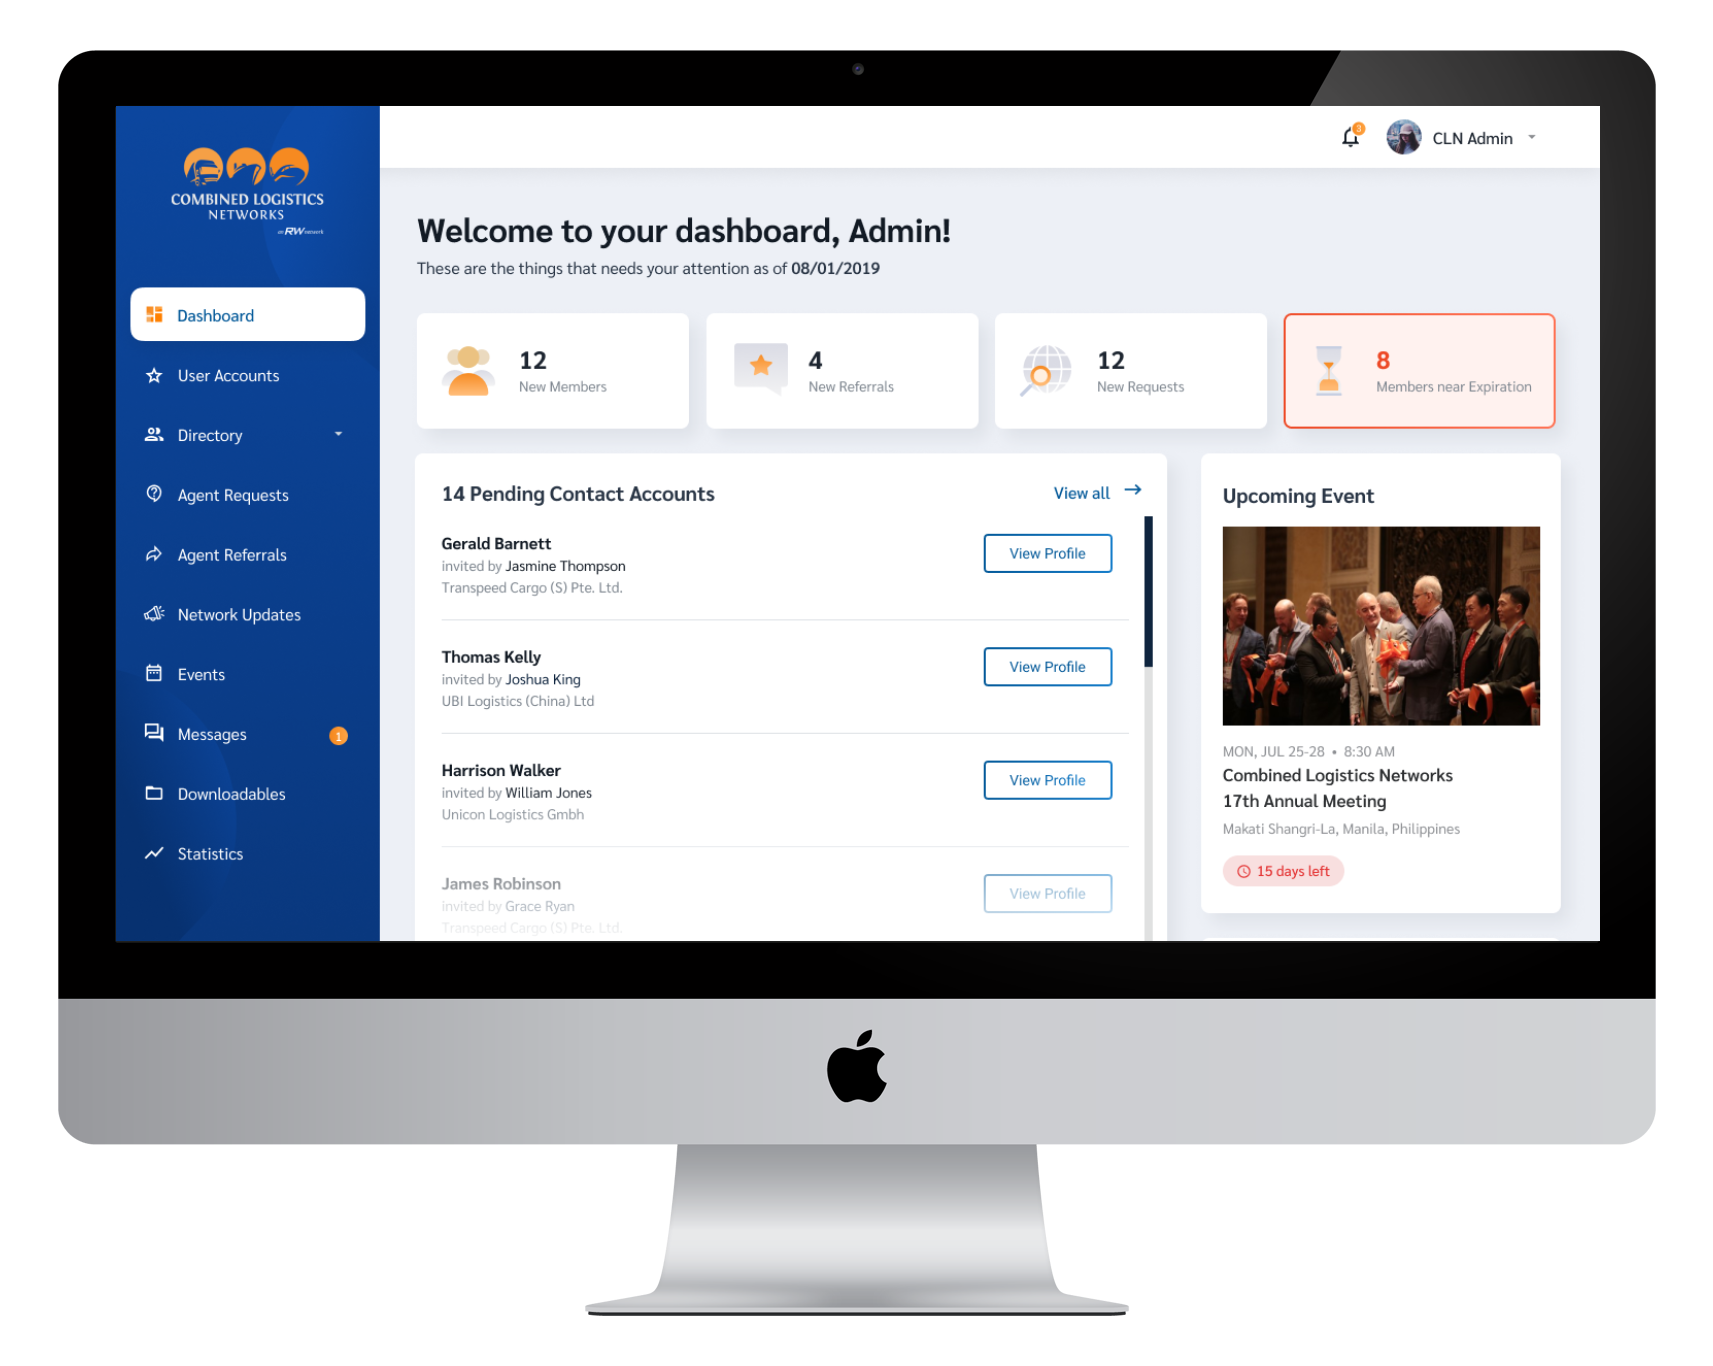 COMBINED LOGISTICS
NETWORKS
an RW network
Dashboard
User Accounts
Directory
Agent Requests
Agent Referrals
Network Updates
Events
Messages
1
Downloadables
Statistics
3
CLN Admin
Welcome to your dashboard, Admin!
These are the things that needs your attention as of 08/01/2019
12
New Members
4
New Referrals
12
New Requests
8
Members near Expiration
14 Pending Contact Accounts
View all →
Gerald Barnett
invited by Jasmine Thompson
Transpeed Cargo (S) Pte. Ltd.
View Profile
Thomas Kelly
invited by Joshua King
UBI Logistics (China) Ltd
View Profile
Harrison Walker
invited by William Jones
Unicon Logistics Gmbh
View Profile
James Robinson
invited by Grace Ryan
Transpeed Cargo (S) Pte. Ltd.
View Profile
Upcoming Event
MON, JUL 25-28 • 8:30 AM
Combined Logistics Networks
17th Annual Meeting
Makati Shangri-La, Manila, Philippines
15 days left